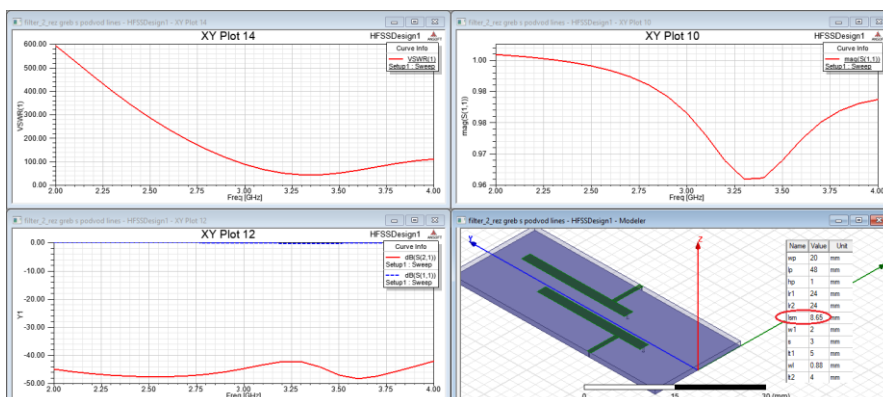 filter_2_rez greb s podvod lines - HFSSDesign1 - XY Plot 14
XY Plot 14
HFSSDesign1
ANSOFT
Curve Info
VSWR(1)
Setup1 : Sweep
600.00
500.00
400.00
300.00
200.00
100.00
0.00
VSWR(1)
2.00 2.25 2.50 2.75 3.00 3.25 3.50 3.75 4.00
Freq [GHz]
filter_2_rez greb s podvod lines - HFSSDesign1 - XY Plot 10
XY Plot 10
HFSSDesign1
ANSOFT
Curve Info
mag(S(1,1))
Setup1 : Sweep
1.00
0.98
0.97
0.96
mag(S(1,1))
2.00 2.25 2.50 2.75 3.00 3.25 3.50 3.75 4.00
Freq [GHz]
filter_2_rez greb s podvod lines - HFSSDesign1 - XY Plot 12
XY Plot 12
HFSSDesign1
ANSOFT
Curve Info
dB(S(2,1))
Setup1 : Sweep
dB(S(1,1))
Setup1 : Sweep
0.00
-10.00
-20.00
-30.00
-40.00
-50.00
Y1
2.00 2.25 2.50 2.75 3.00 3.25 3.50 3.75 4.00
Freq [GHz]
filter_2_rez greb s podvod lines - HFSSDesign1 - Modeler
Y
Z
Name Value Unit
wp 20 mm
lp 48 mm
hp 1 mm
lr1 24 mm
lr2 24 mm
lsm 8.65 mm
w1 2 mm
s 3 mm
lt1 5 mm
wl 0.88 mm
lt2 4 mm
0 15 30 (mm)